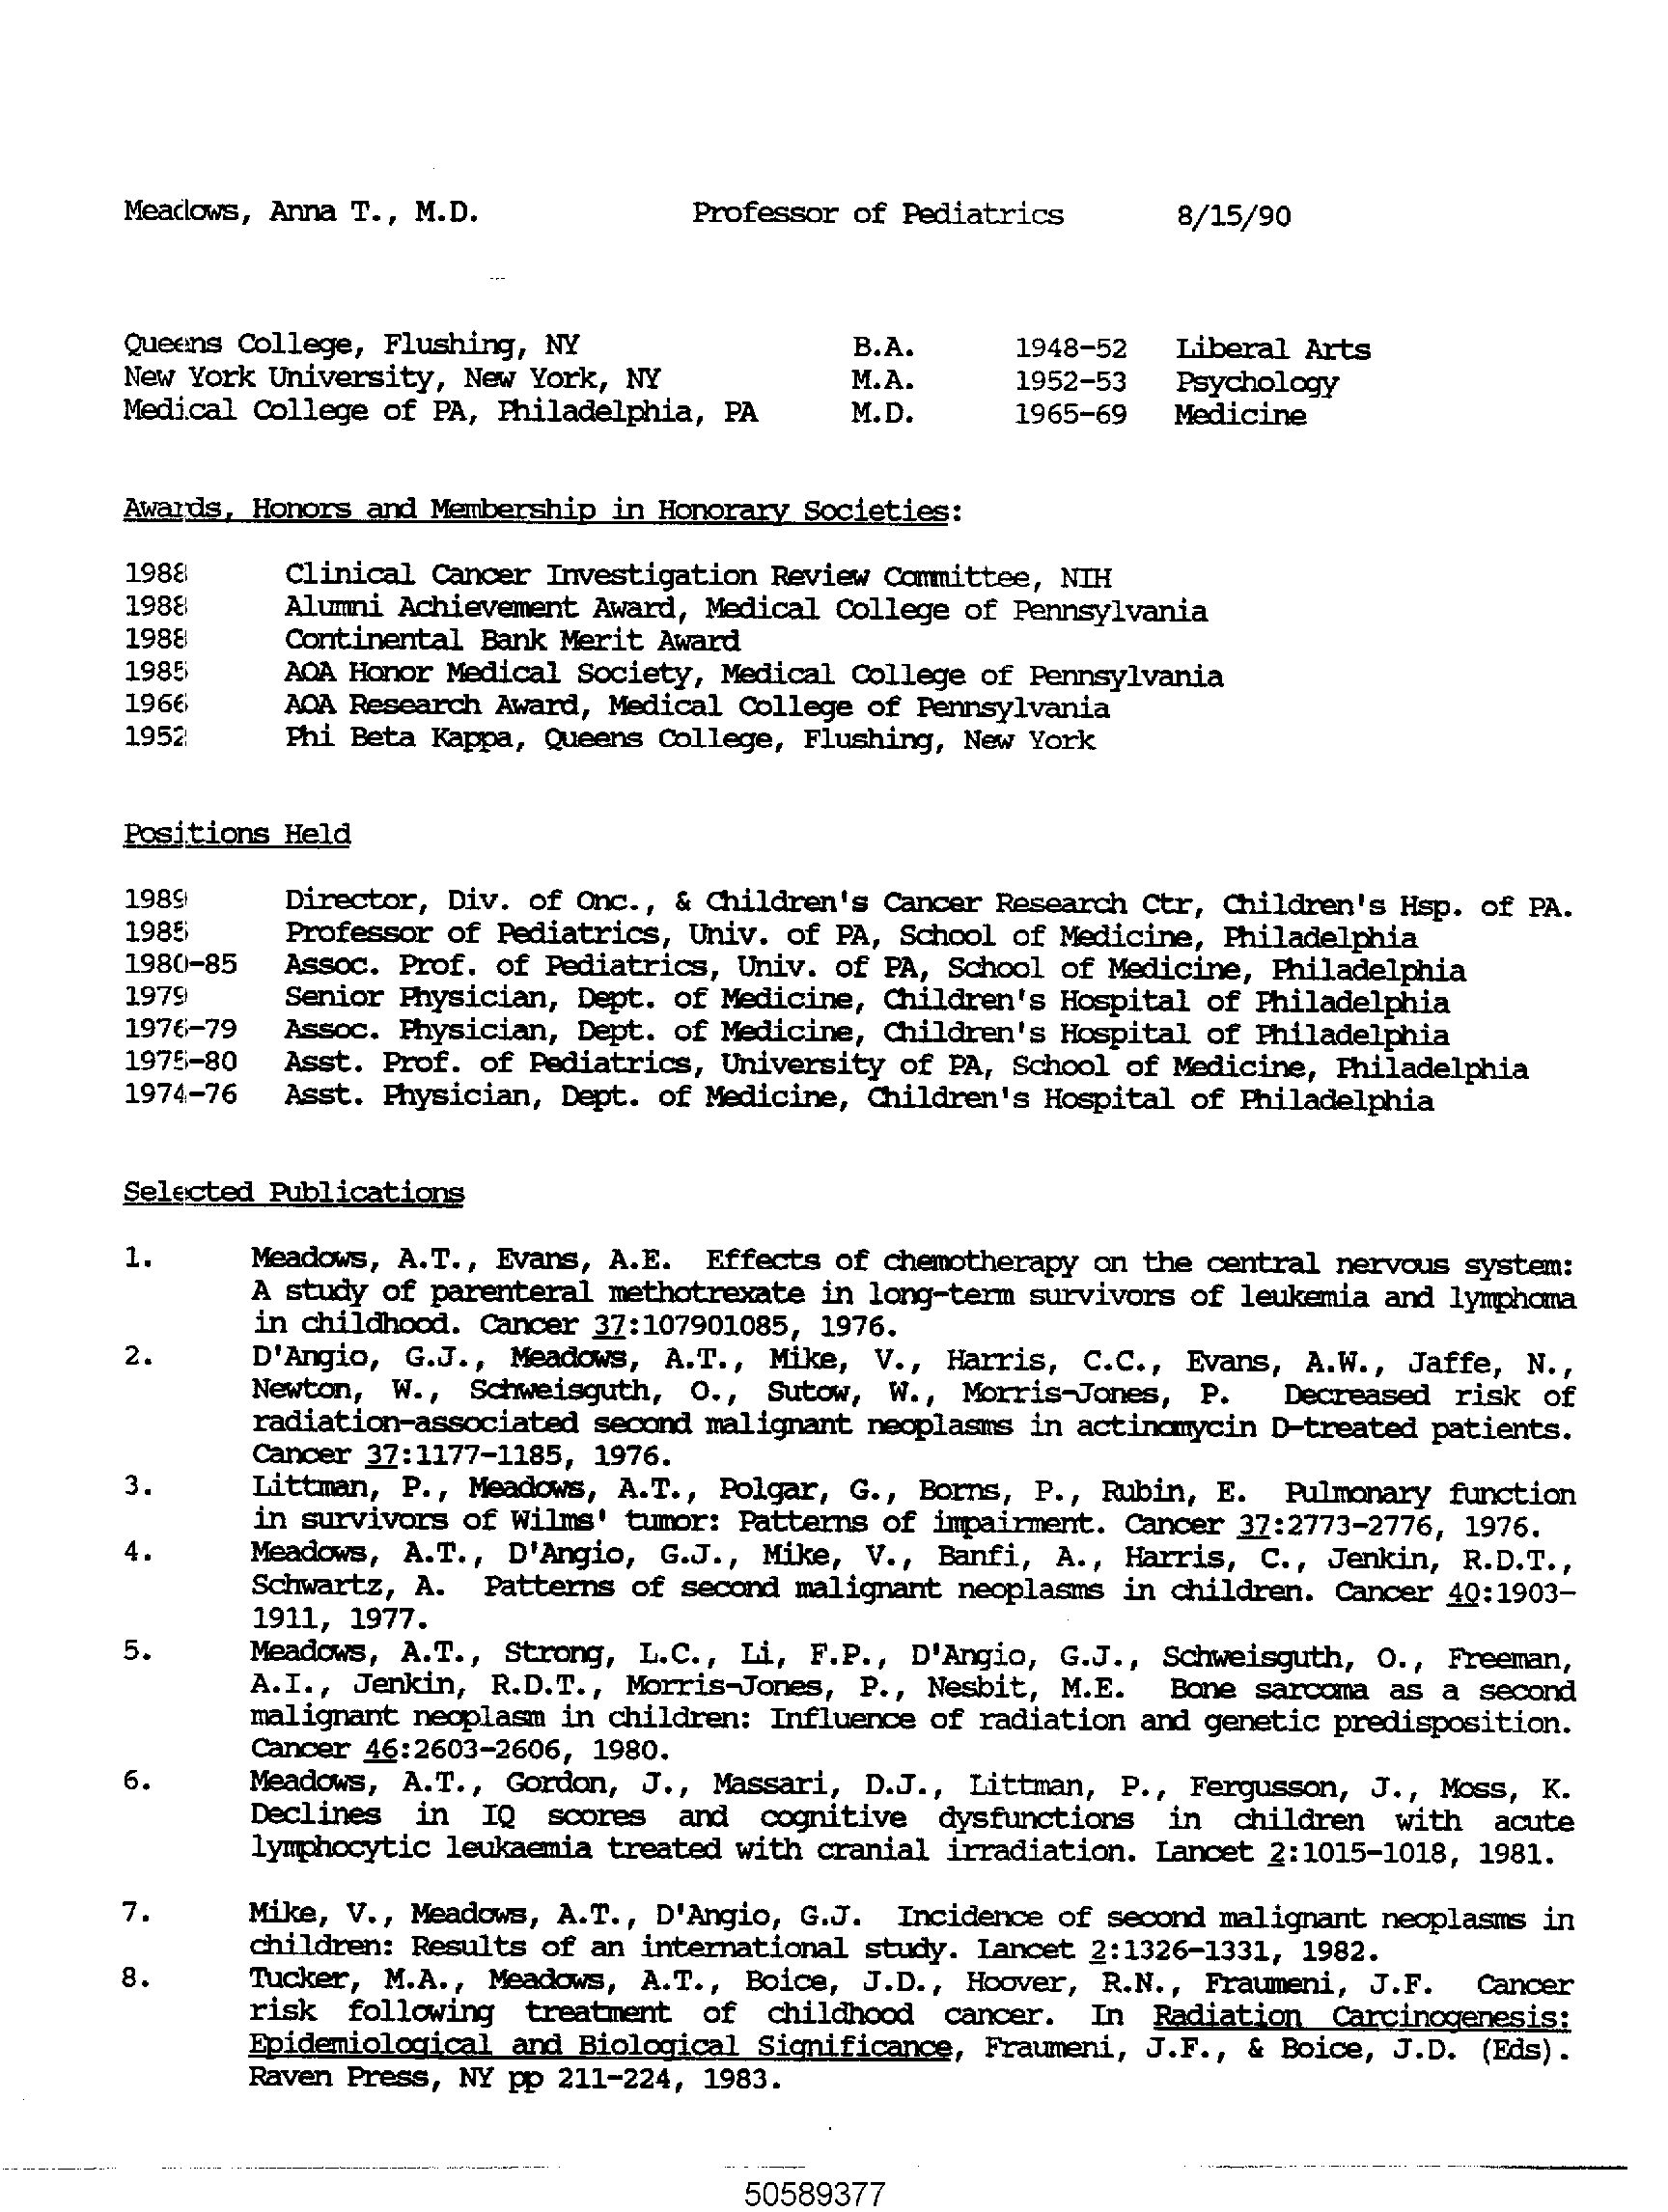 Meadows, Anna T., M.D. Professor of Pediatrics 8/15/90
Queens College, Flushing, NY B.A. 1948-52 Liberal Arts
New York University, New York, NY M.A. 1952-53 Psychology
Medical College of PA, Philadelphia, PA M.D. 1965-69 Medicine
Awards, Honors and Membership in Honorary Societies:
1988 Clinical Cancer Investigation Review Committee, NIH
1988 Alumni Achievement Award, Medical College of Pennsylvania
1988 Continental Bank Merit Award
1985 AOA Honor Medical Society, Medical College of Pennsylvania
1966 AOA Research Award, Medical College of Pennsylvania
1952 Phi Beta Kappa, Queens College, Flushing, New York
Positions Held
1989 Director, Div. of Onc., & Children's Cancer Research Ctr, Children's Hsp. of PA.
1985 Professor of Pediatrics, Univ. of PA, School of Medicine, Philadelphia
1980-85 Assoc. Prof. of Pediatrics, Univ. of PA, School of Medicine, Philadelphia
1979 Senior Physician, Dept. of Medicine, Children's Hospital of Philadelphia
1976-79 Assoc. Physician, Dept. of Medicine, Children's Hospital of Philadelphia
1975-80 Asst. Prof. of Pediatrics, University of PA, School of Medicine, Philadelphia
1974-76 Asst. Physician, Dept. of Medicine, Children's Hospital of Philadelphia
Selected Publications
1. Meadows, A.T., Evans, A.E. Effects of chemotherapy on the central nervous system:
A study of parenteral methotrexate in long-term survivors of leukemia and lymphoma
in childhood. Cancer 37:107901085, 1976.
2. D'Angio, G.J., Meadows, A.T., Mike, V., Harris, C.C., Evans, A.W., Jaffe, N.,
Newton, W., Schweisguth, O., Sutow, W., Morris-Jones, P. Decreased risk of
radiation-associated second malignant neoplasms in actinomycin D-treated patients.
Cancer 37:1177-1185, 1976.
3. Littman, P., Meadows, A.T., Polgar, G., Borns, P., Rubin, E. Pulmonary function
in survivors of Wilms' tumor: Patterns of impairment. Cancer 37:2773-2776, 1976.
4. Meadows, A.T., D'Angio, G.J., Mike, V., Banfi, A., Harris, C., Jenkin, R.D.T.,
Schwartz, A. Patterns of second malignant neoplasms in children. Cancer 40:1903-
1911, 1977.
5. Meadows, A.T., Strong, L.C., Li, F.P., D'Angio, G.J., Schweisguth, O., Freeman,
A.I., Jenkin, R.D.T., Morris-Jones, P., Nesbit, M.E. Bone sarcoma as a second
malignant neoplasm in children: Influence of radiation and genetic predisposition.
Cancer 46:2603-2606, 1980.
6. Meadows, A.T., Gordon, J., Massari, D.J., Littman, P., Fergusson, J., Moss, K.
Declines in IQ scores and cognitive dysfunctions in children with acute
lymphocytic leukaemia treated with cranial irradiation. Lancet 2:1015-1018, 1981.
7. Mike, V., Meadows, A.T., D'Angio, G.J. Incidence of second malignant neoplasms in
children: Results of an international study. Lancet 2:1326-1331, 1982.
8. Tucker, M.A., Meadows, A.T., Boice, J.D., Hoover, R.N., Fraumeni, J.F. Cancer
risk following treatment of childhood cancer. In Radiation Carcinogenesis:
Epidemiological and Biological Significance, Fraumeni, J.F., & Boice, J.D. (Eds).
Raven Press, NY pp 211-224, 1983.
50589377